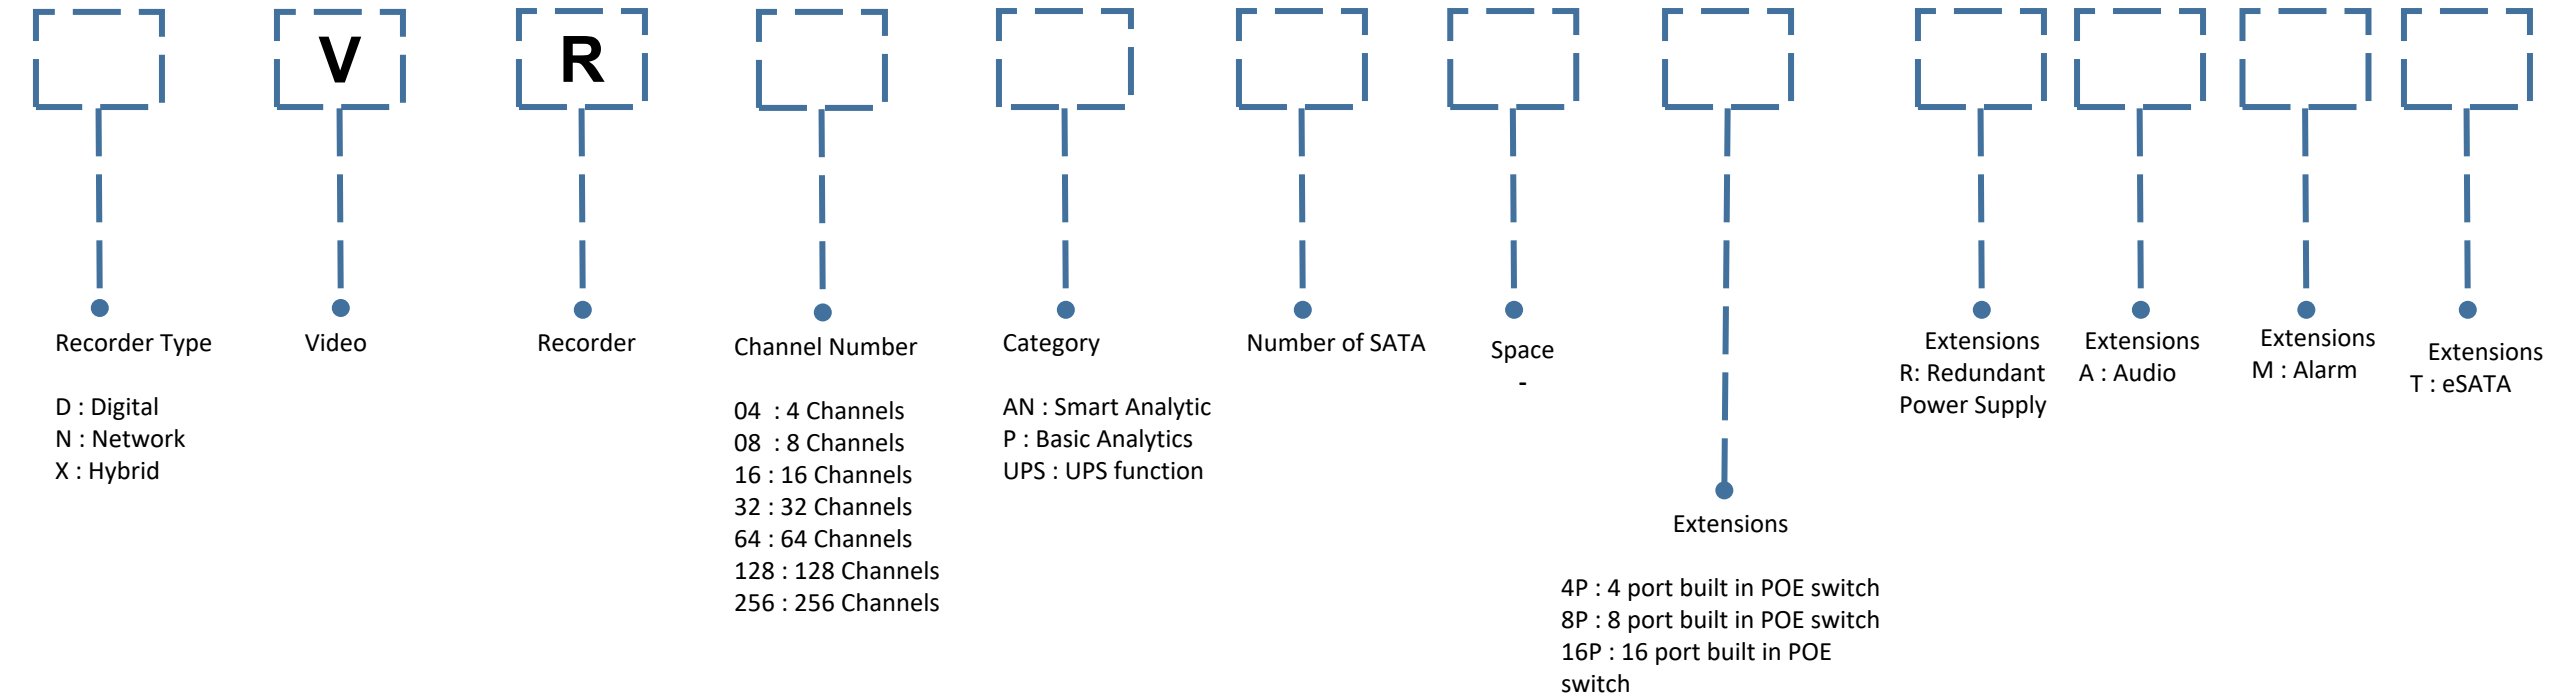 V
R
Recorder Type
D : Digital
N : Network
X : Hybrid
Video
Recorder
Channel Number
04 : 4 Channels
08 : 8 Channels
16 : 16 Channels
32 : 32 Channels
64 : 64 Channels
128 : 128 Channels
256 : 256 Channels
Category
AN : Smart Analytic
P : Basic Analytics
UPS : UPS function
Number of SATA
Space
-
Extensions
4P : 4 port built in POE switch
8P : 8 port built in POE switch
16P : 16 port built in POE
switch
Extensions
R: Redundant
Power Supply
Extensions
A : Audio
Extensions
M : Alarm
Extensions
T : eSATA